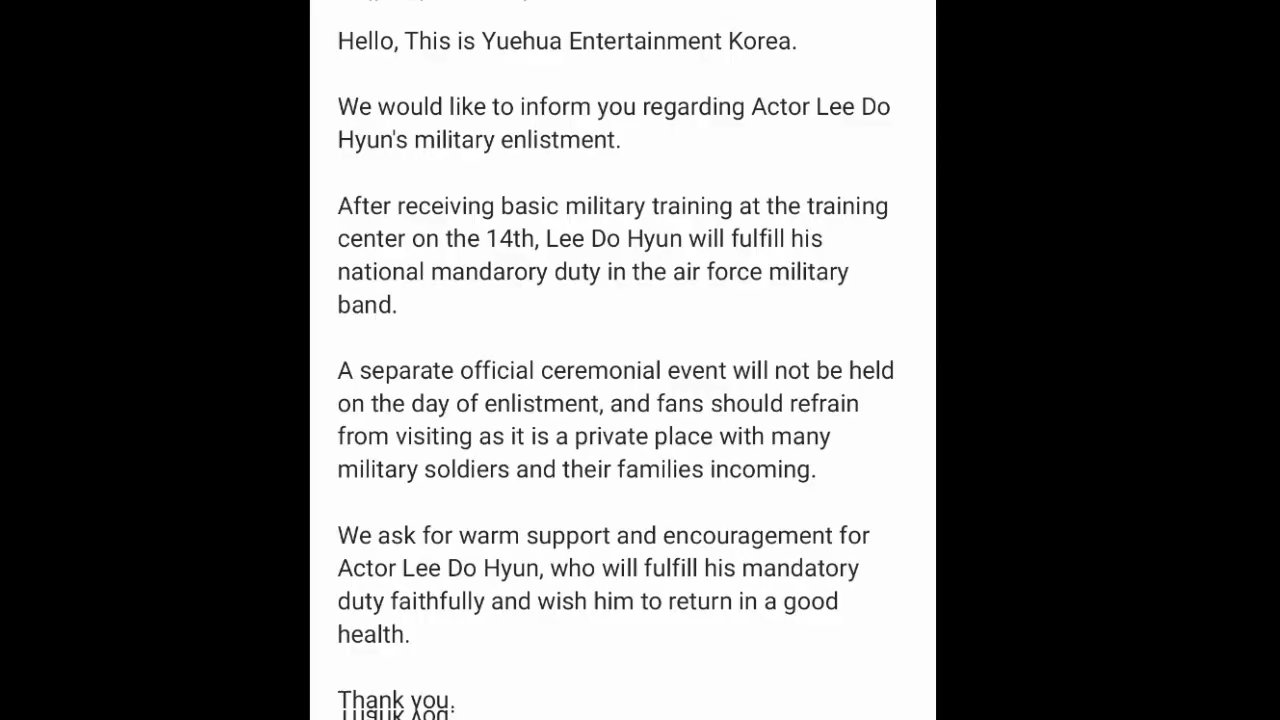 Hello, This is Yuehua Entertainment Korea.
We would like to inform you regarding Actor Lee Do
Hyun's military enlistment.
After receiving basic military training at the training
center on the 14th, Lee Do Hyun will fulfill his
national mandarory duty in the air force military
band.
A separate official ceremonial event will not be held
on the day of enlistment, and fans should refrain
from visiting as it is a private place with many
military soldiers and their families incoming.
We ask for warm support and encouragement for
Actor Lee Do Hyun, who will fulfill his mandatory
duty faithfully and wish him to return in a good
health.
Thank you.